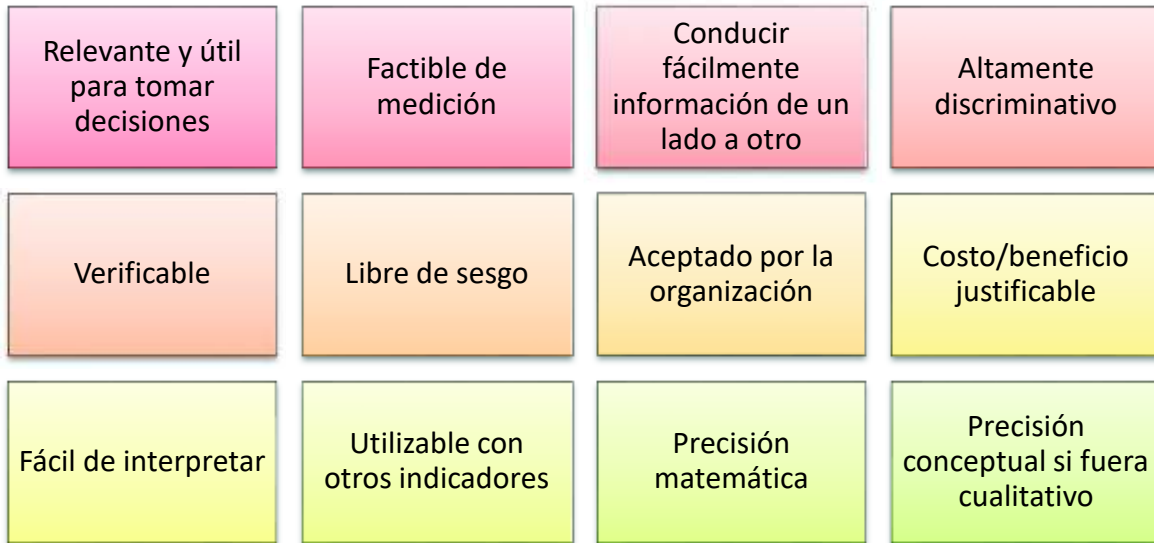 Relevante y útil
para tomar
decisiones
Factible de
medición
Conducir
fácilmente
información de un
lado a otro
Altamente
discriminativo
Verificable
Libre de sesgo
Aceptado por la
organización
Costo/beneficio
justificable
Fácil de interpretar
Utilizable con
otros indicadores
Precisión
matemática
Precisión
conceptual si fuera
cualitativo